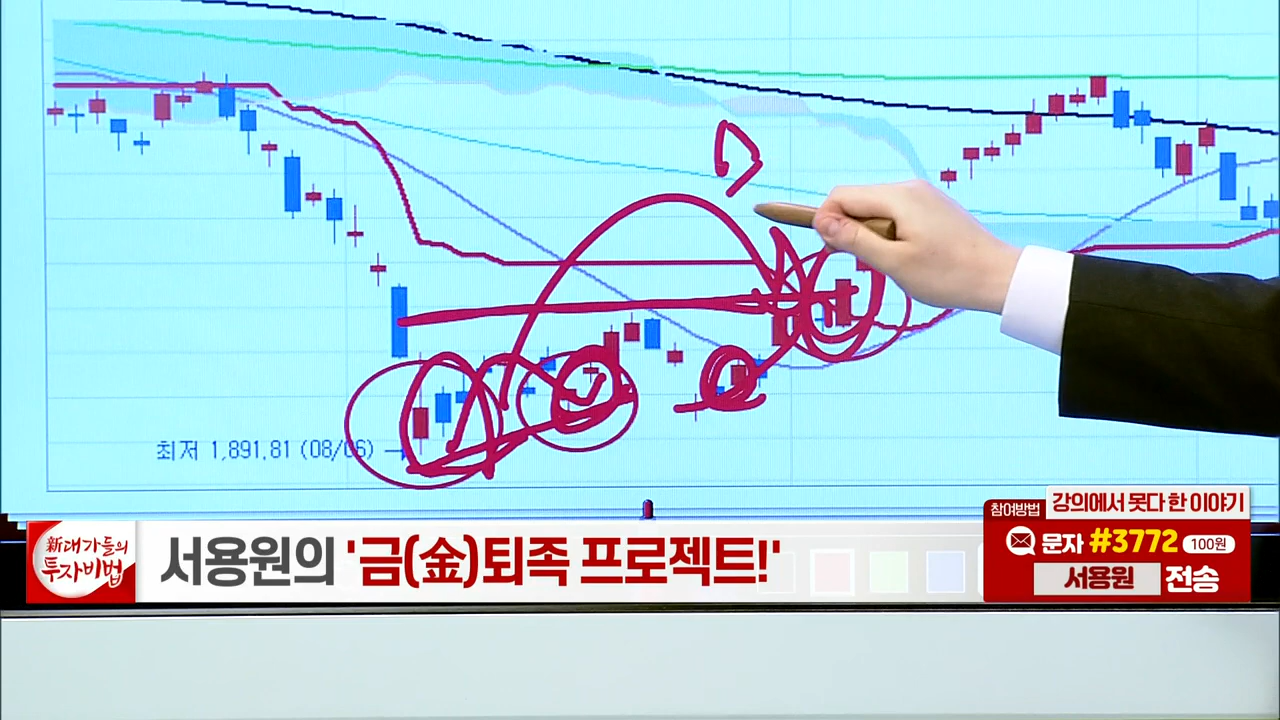 최저 1,891,81 (08/06)
新대가들의
투자비법
서용원의 '금(金)퇴족 프로젝트!'
참여방법
강의에서 못다 한 이야기
문자 #3772 100원
서용원 전송